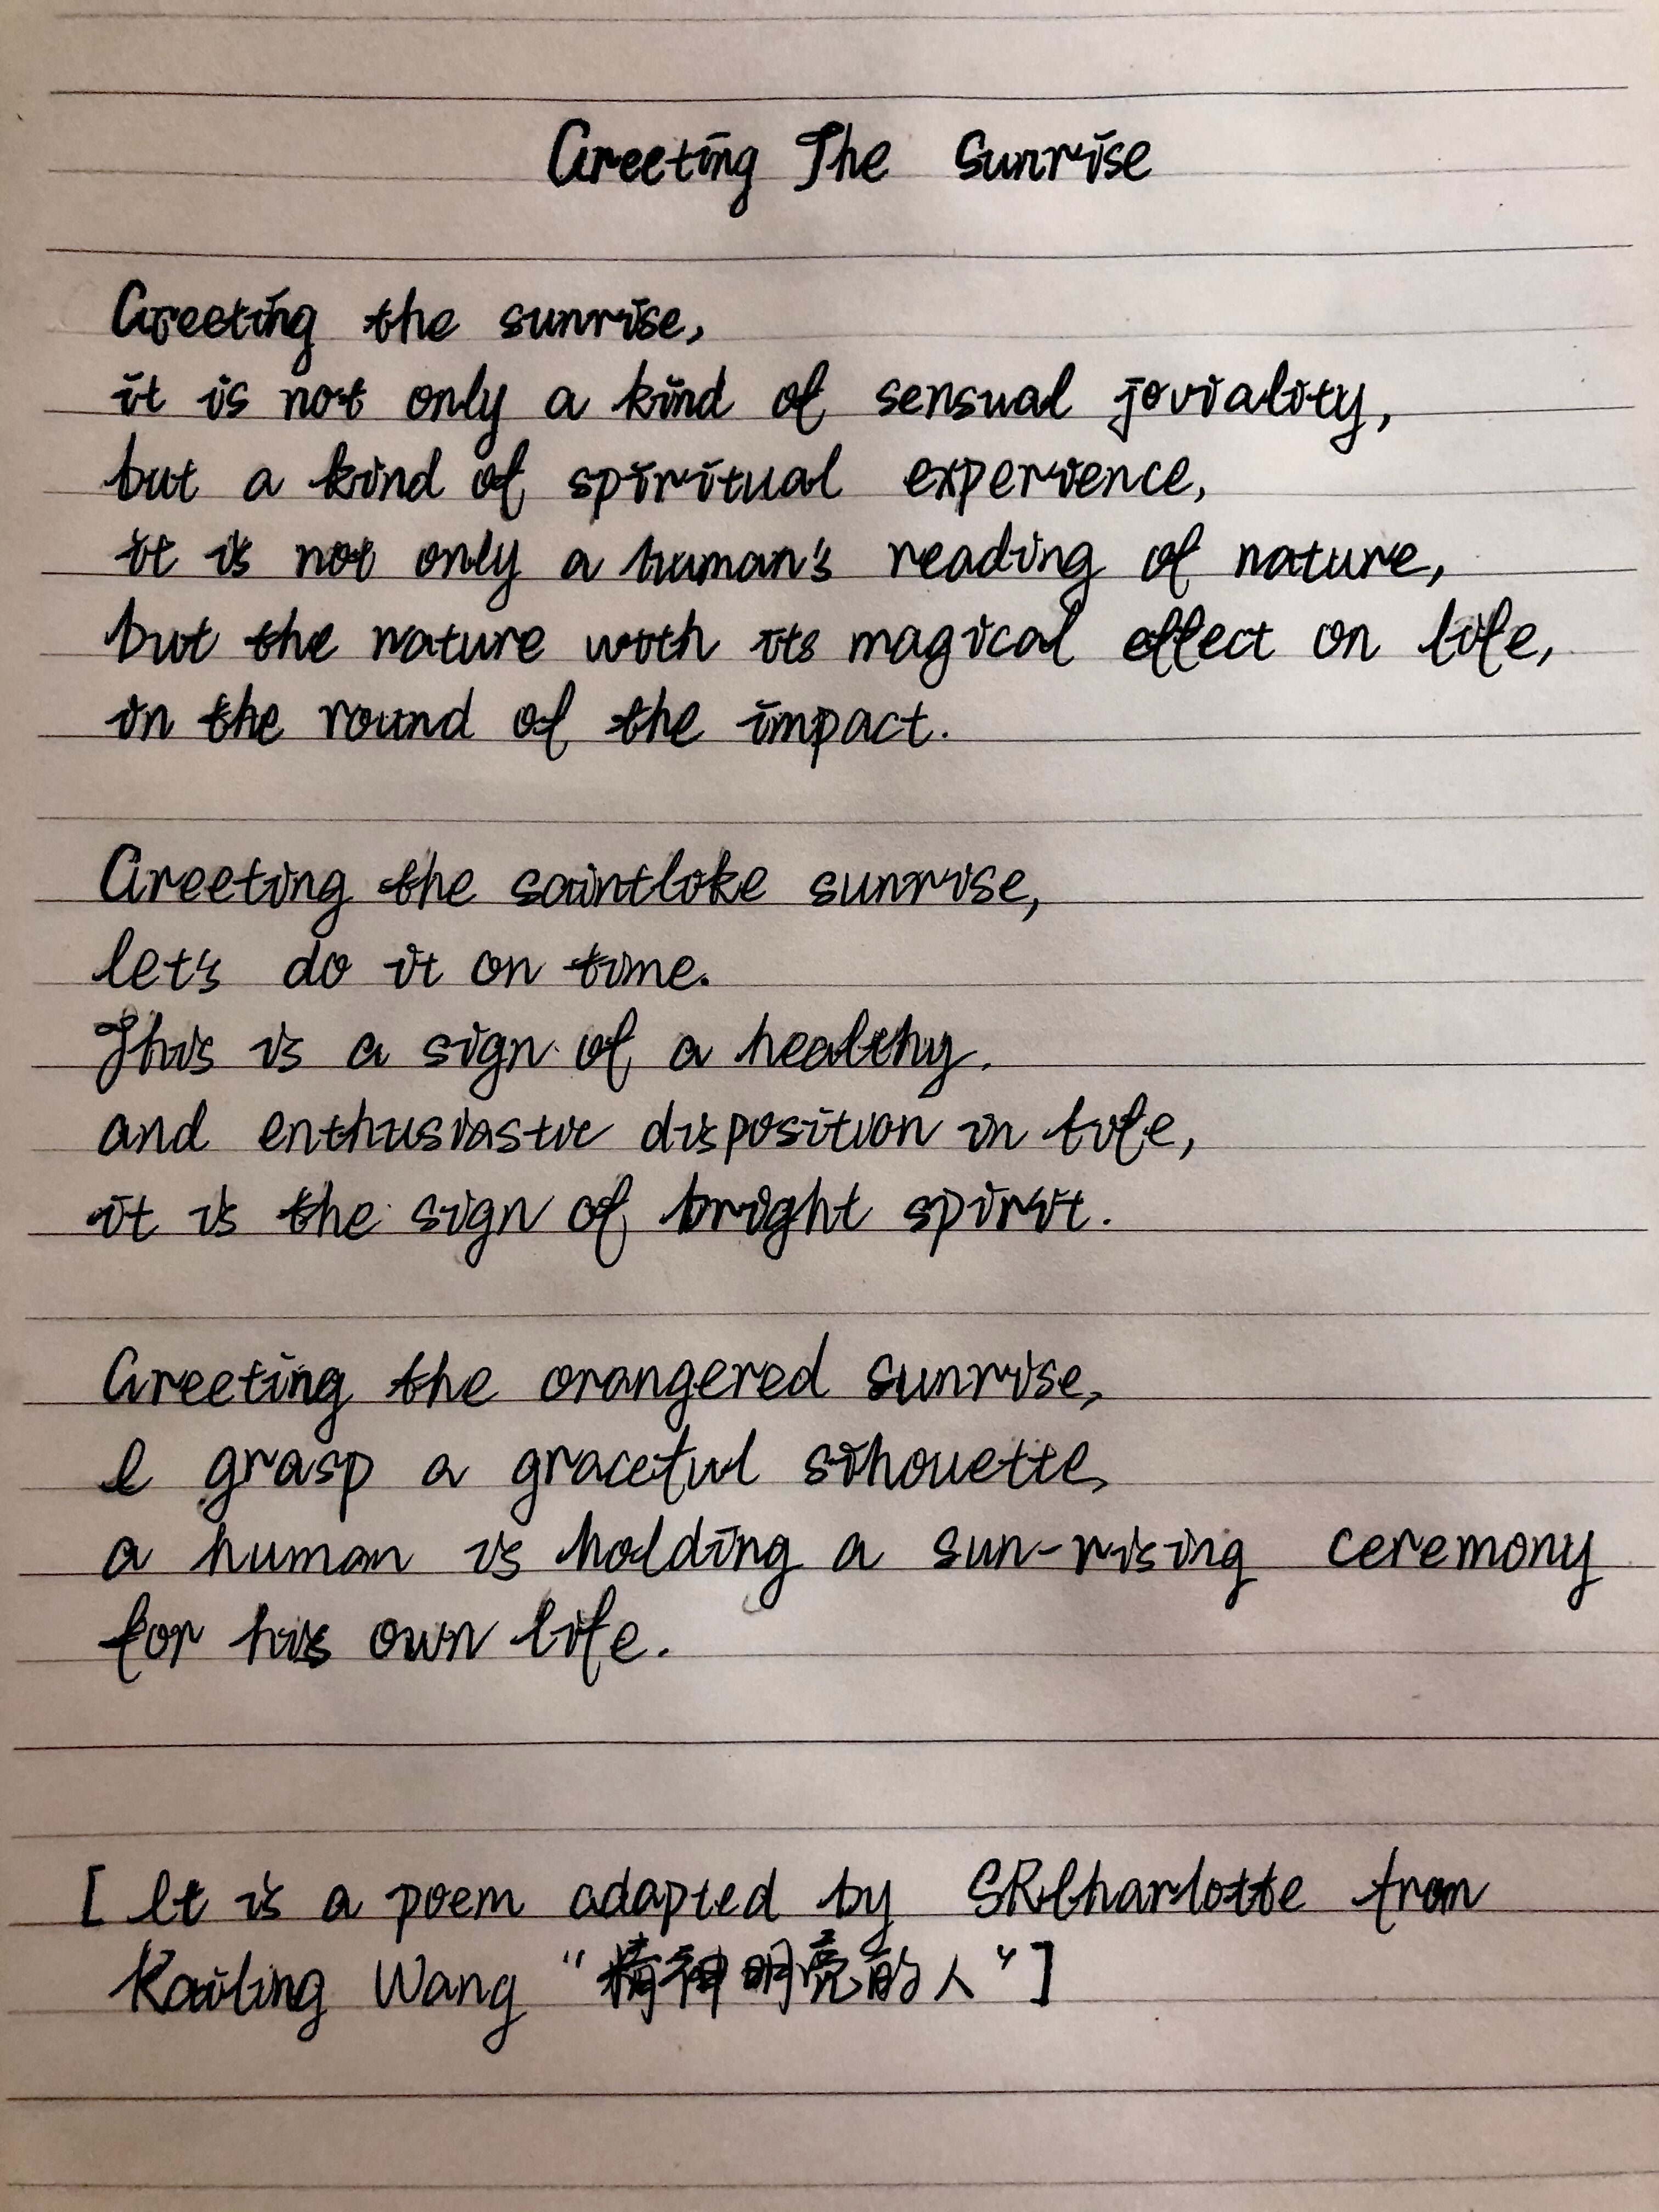 Greeting The Sunrise
Greeting the sunrise,
it is not only a kind of sensual joviality,
but a kind of spiritual experience,
it is not only a human's reading of nature,
but the nature with its magical effect on life,
in the round of the impact.
Greeting the saintlike sunrise,
let's do it on time.
This is a sign of a healthy.
and enthusiastic disposition in life,
it is the sign of bright spirit.
Greeting the orangered sunrise,
I grasp a graceful sihouette,
a human is holding a sun-rising ceremony
for his own life.
[ It is a poem adapted by SRCharlotte from
Kailing Wang “精神明亮的人”]